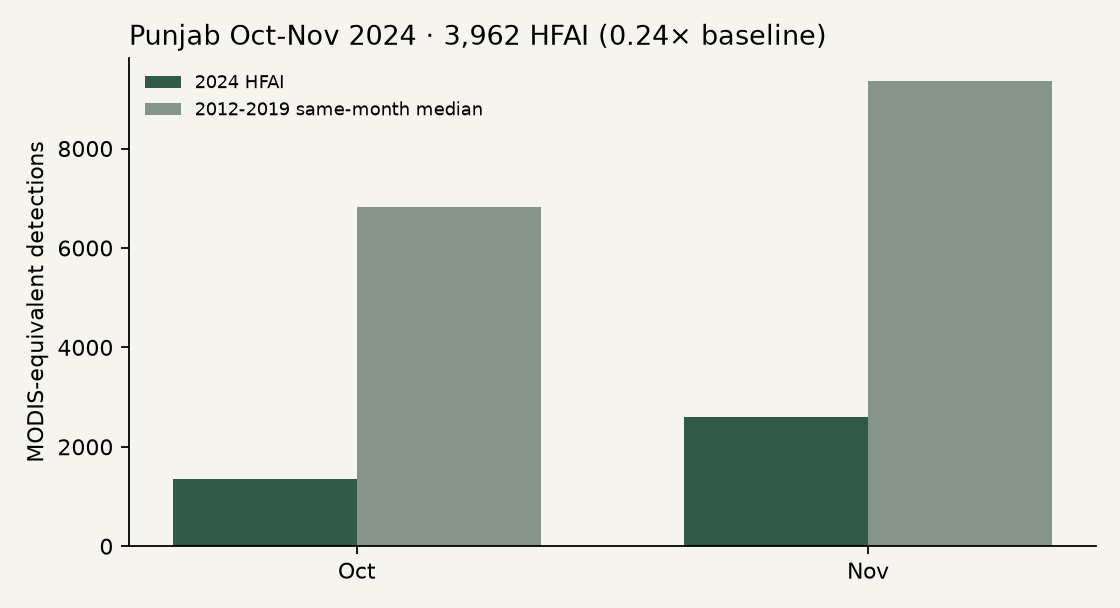 Punjab Oct-Nov 2024 · 3,962 HFAI (0.24× baseline)
2024 HFAI
2012-2019 same-month median
MODIS-equivalent detections
8000
6000
4000
2000
0
Oct
Nov